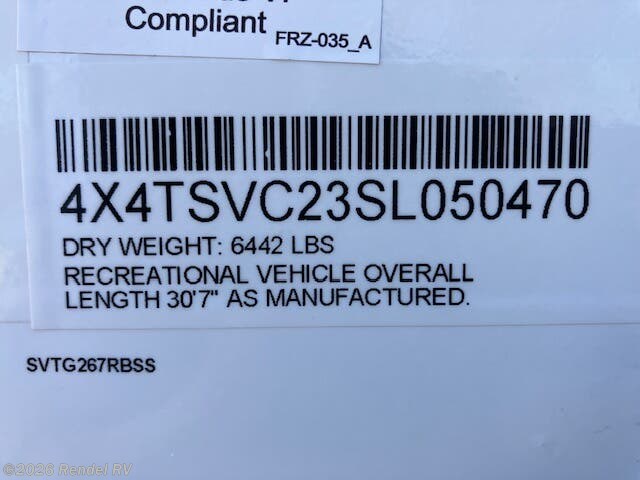 Compliant
FRZ-035_A
4X4TSVC23SL050470
DRY WEIGHT: 6442 LBS
RECREATIONAL VEHICLE OVERALL
LENGTH 30'7" AS MANUFACTURED.
SVTG267RBSS
©2026 Rendel RV